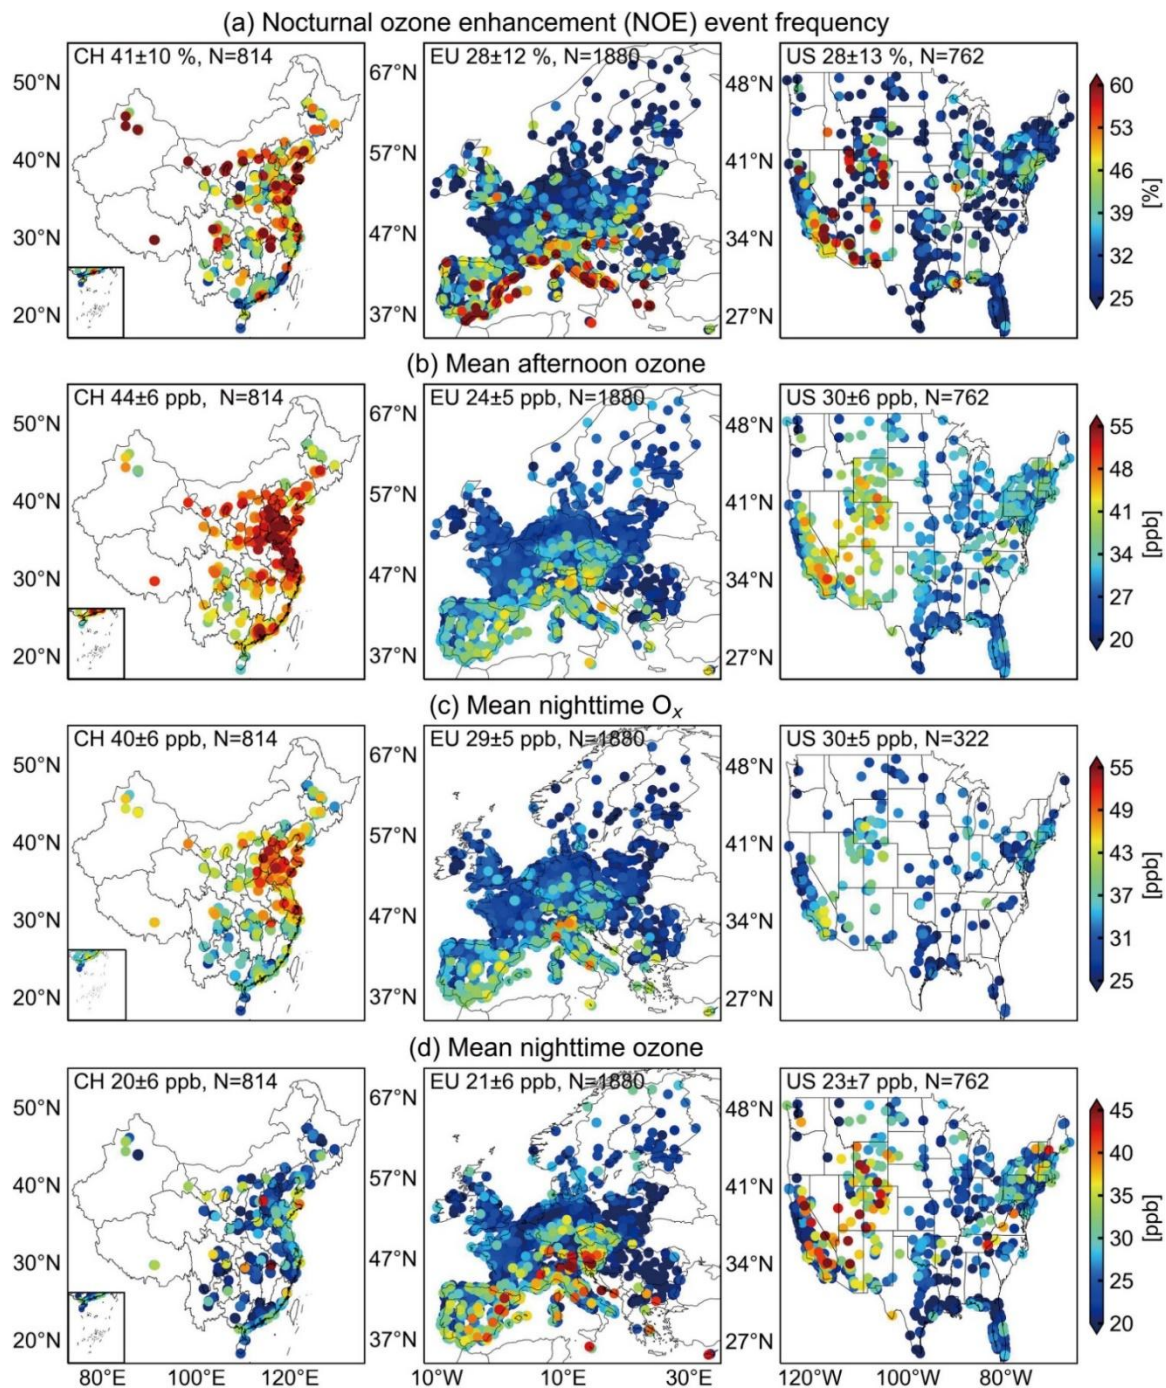 (a) Nocturnal ozone enhancement (NOE) event frequency
CH 41±10 %, N=814
EU 28±12 %, N=1880
US 28±13 %, N=762
50°N
40°N
30°N
20°N
67°N
57°N
47°N
37°N
48°N
41°N
34°N
27°N
60
53
46
39
32
25
[%]
(b) Mean afternoon ozone
CH 44±6 ppb, N=814
EU 24±5 ppb, N=1880
US 30±6 ppb, N=762
50°N
40°N
30°N
20°N
67°N
57°N
47°N
37°N
48°N
41°N
34°N
27°N
55
48
41
34
27
20
[ppb]
(c) Mean nighttime Oₓ
CH 40±6 ppb, N=814
EU 29±5 ppb, N=1880
US 30±5 ppb, N=322
50°N
40°N
30°N
20°N
67°N
57°N
47°N
37°N
48°N
41°N
34°N
27°N
55
49
43
37
31
25
[ppb]
(d) Mean nighttime ozone
CH 20±6 ppb, N=814
EU 21±6 ppb, N=1880
US 23±7 ppb, N=762
50°N
40°N
30°N
20°N
67°N
57°N
47°N
37°N
48°N
41°N
34°N
27°N
45
40
35
30
25
20
[ppb]
80°E 100°E 120°E
10°W 10°E 30°E
120°W 100°W 80°W